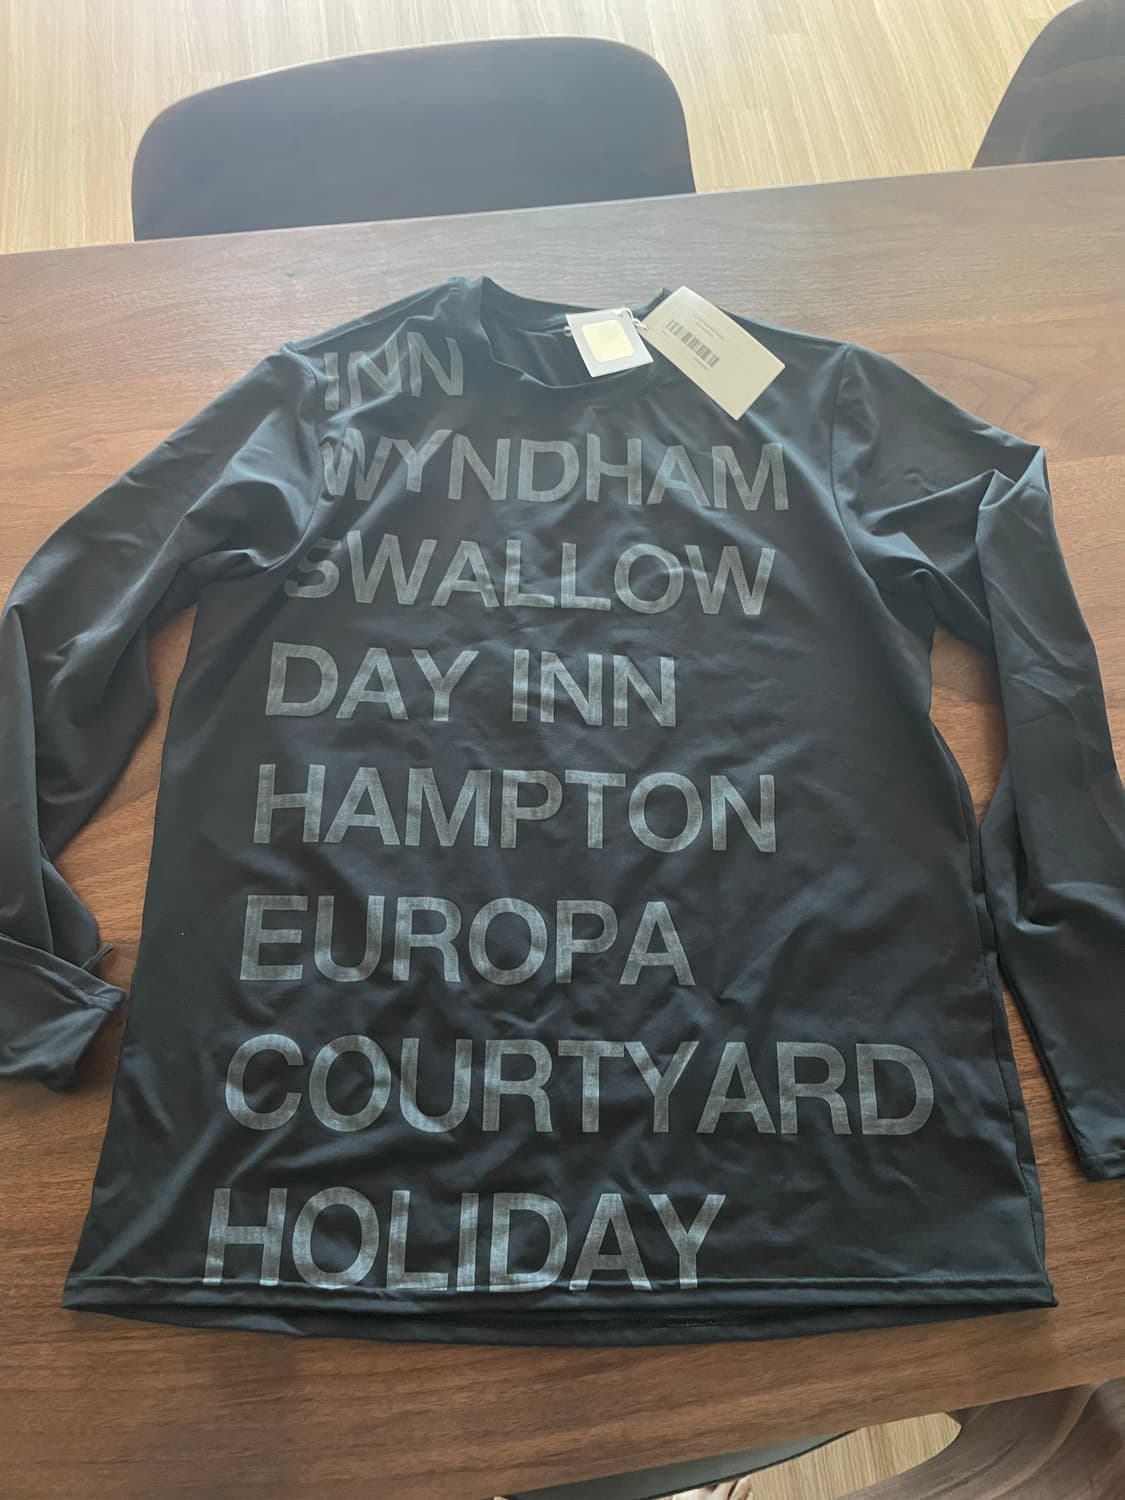 INN
WYNDHAM
SWALLOW
DAY INN
HAMPTON
EUROPA
COURTYARD
HOLIDAY